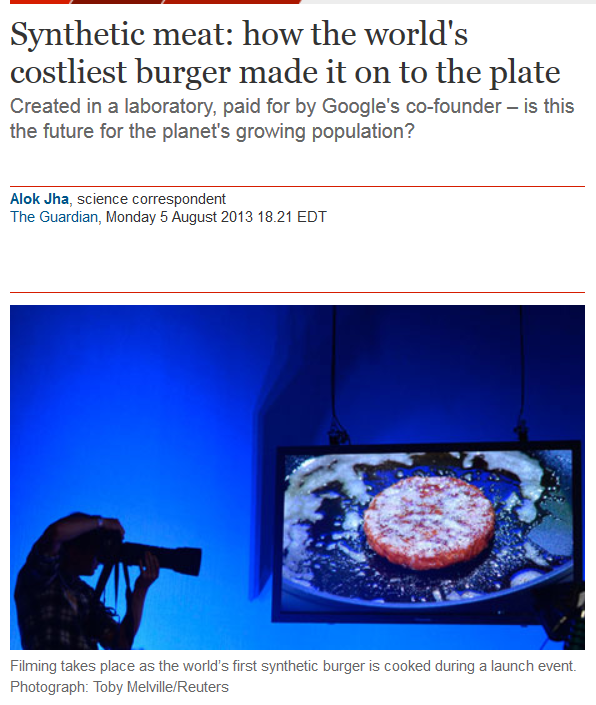 Synthetic meat: how the world's
costliest burger made it on to the plate
Created in a laboratory, paid for by Google's co-founder – is this
the future for the planet's growing population?
Alok Jha, science correspondent
The Guardian, Monday 5 August 2013 18.21 EDT
Filming takes place as the world's first synthetic burger is cooked during a launch event.
Photograph: Toby Melville/Reuters